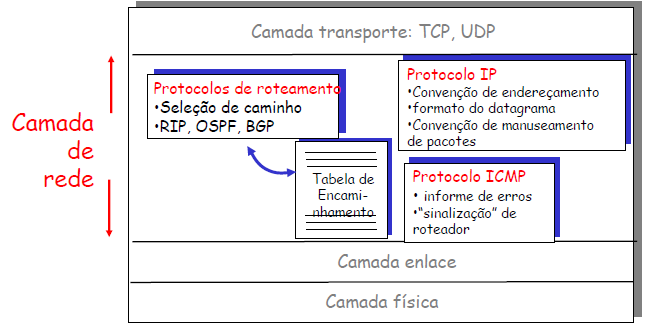 Camada transporte: TCP, UDP
Camada
de
rede
Protocolos de roteamento
•Seleção de caminho
•RIP, OSPF, BGP
Protocolo IP
•Convenção de endereçamento
•formato do datagrama
•Convenção de manuseamento
de pacotes
Tabela de
Encami-
nhamento
Protocolo ICMP
• informe de erros
•"sinalização" de
roteador
Camada enlace
Camada física